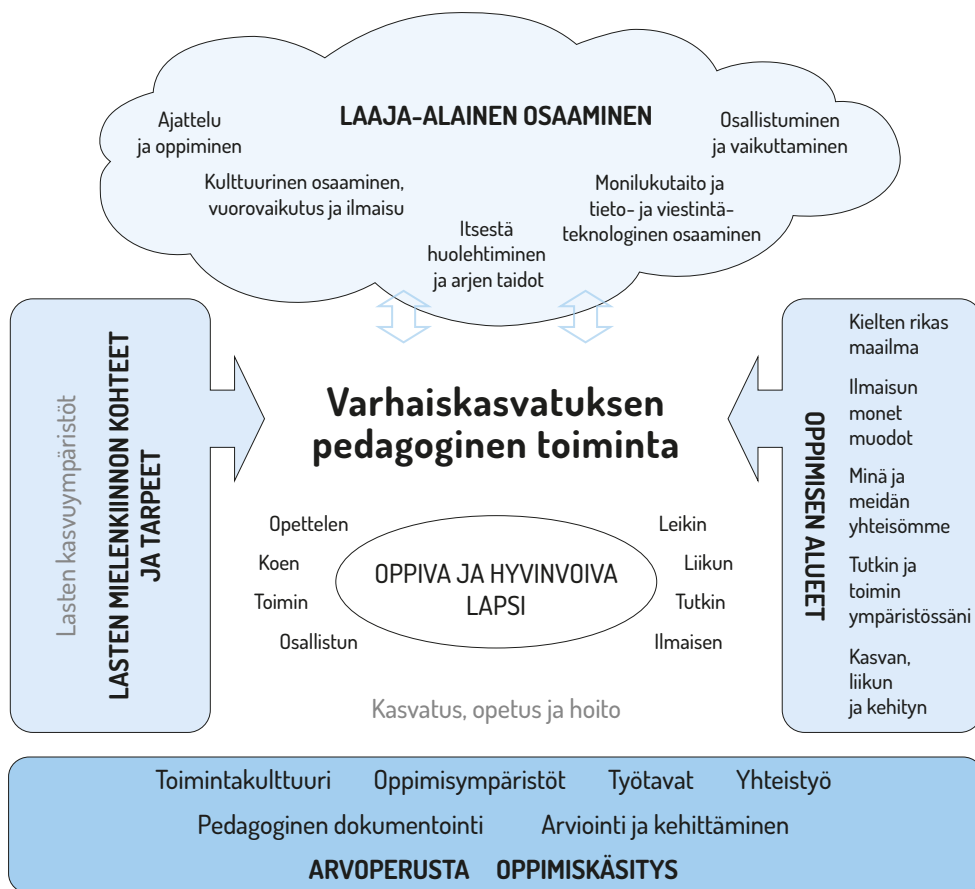 LAAJA-ALAINEN OSAAMINEN
Ajattelu
ja oppiminen
Kulttuurinen osaaminen,
vuorovaikutus ja ilmaisu
Itsestä
huolehtiminen
ja arjen taidot
Monilukutaito ja
tieto- ja viestintä-
teknologinen osaaminen
Osallistuminen
ja vaikuttaminen
Lasten kasvuympäristöt
LASTEN MIELENKIINNON KOHTEET
JA TARPEET
Varhaiskasvatuksen
pedagoginen toiminta
Opettelen
Koen
Toimin
Osallistun
OPPIVA JA HYVINVOIVA
LAPSI
Leikin
Liikun
Tutkin
Ilmaisen
Kasvatus, opetus ja hoito
OPPIMISEN ALUEET
Kielten rikas
maailma
Ilmaisun
monet
muodot
Minä ja
meidän
yhteisömme
Tutkin ja
toimin
ympäristössäni
Kasvan,
liikun
ja kehityn
Toimintakulttuuri Oppimisympäristöt Työtavat Yhteistyö
Pedagoginen dokumentointi Arviointi ja kehittäminen
ARVOPERUSTA OPPIMISKÄSITYS